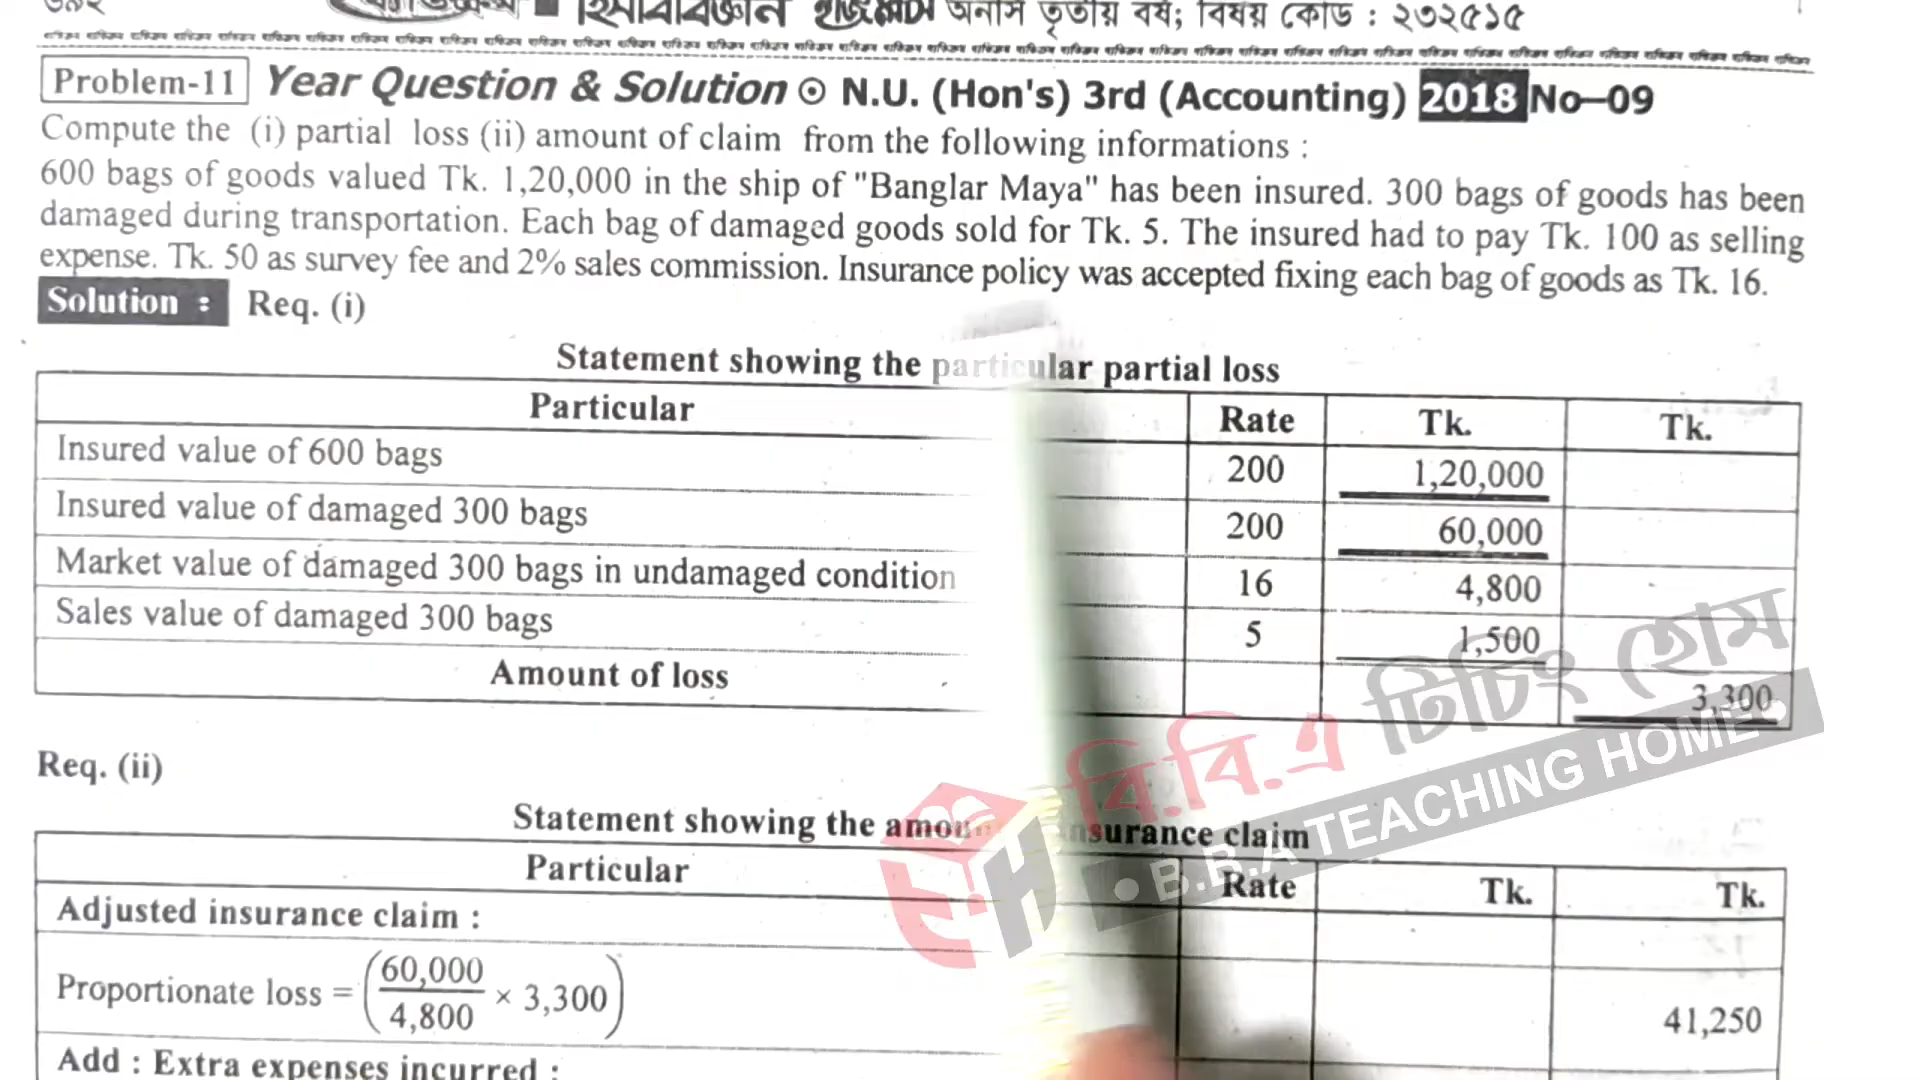 ৩৯২ ■ হিসাববিজ্ঞান অনার্স তৃতীয় বর্ষ; বিষয় কোড : ২৩২৫১৫
Problem-11 Year Question & Solution ⊙ N.U. (Hon's) 3rd (Accounting) 2018 No–09
Compute the (i) partial loss (ii) amount of claim from the following informations :
600 bags of goods valued Tk. 1,20,000 in the ship of "Banglar Maya" has been insured. 300 bags of goods has been
damaged during transportation. Each bag of damaged goods sold for Tk. 5. The insured had to pay Tk. 100 as selling
expense. Tk. 50 as survey fee and 2% sales commission. Insurance policy was accepted fixing each bag of goods as Tk. 16.
Solution : Req. (i)
Statement showing the particular partial loss
Particular Rate Tk. Tk.
Insured value of 600 bags 200 1,20,000
Insured value of damaged 300 bags 200 60,000
Market value of damaged 300 bags in undamaged condition 16 4,800
Sales value of damaged 300 bags 5 1,500
Amount of loss 3,300
বি.বি.এ টিচিং হোম
• B.B.A TEACHING HOME •
Req. (ii)
Statement showing the insurance claim
Particular Rate Tk. Tk.
Adjusted insurance claim :
Proportionate loss = (60,000/4,800 × 3,300) 41,250
Add : Extra expenses incurred :